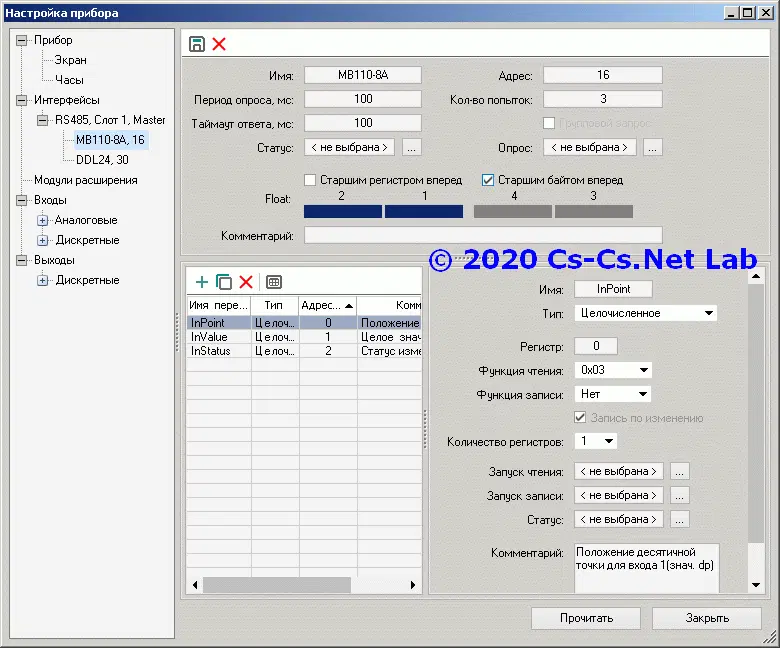 Настройка прибора
Прибор
Экран
Часы
Интерфейсы
RS485, Слот 1, Master
МВ110-8А, 16
DDL24, 30
Модули расширения
Входы
Аналоговые
Дискретные
Выходы
Дискретные
Имя: МВ110-8А Адрес: 16
Период опроса, мс: 100 Кол-во попыток: 3
Таймаут ответа, мс: 100 Групповой запрос
Статус: < не выбрана > ... Опрос: < не выбрана > ...
Старшим регистром вперед Старшим байтом вперед
Float: 2 1 4 3
Комментарий:
© 2020 Cs-Cs.Net Lab
Имя пере... Тип Адрес... Комм
InPoint Целоч... 0 Положение
InValue Целоч... 1 Целое знач
InStatus Целоч... 2 Статус изме
Имя: InPoint
Тип: Целочисленное
Регистр: 0
Функция чтения: 0x03
Функция записи: Нет
Запись по изменению
Количество регистров: 1
Запуск чтения: < не выбрана > ...
Запуск записи: < не выбрана > ...
Статус: < не выбрана > ...
Комментарий: Положение десятичной
точки для входа 1(знач. dp)
Прочитать Закрыть